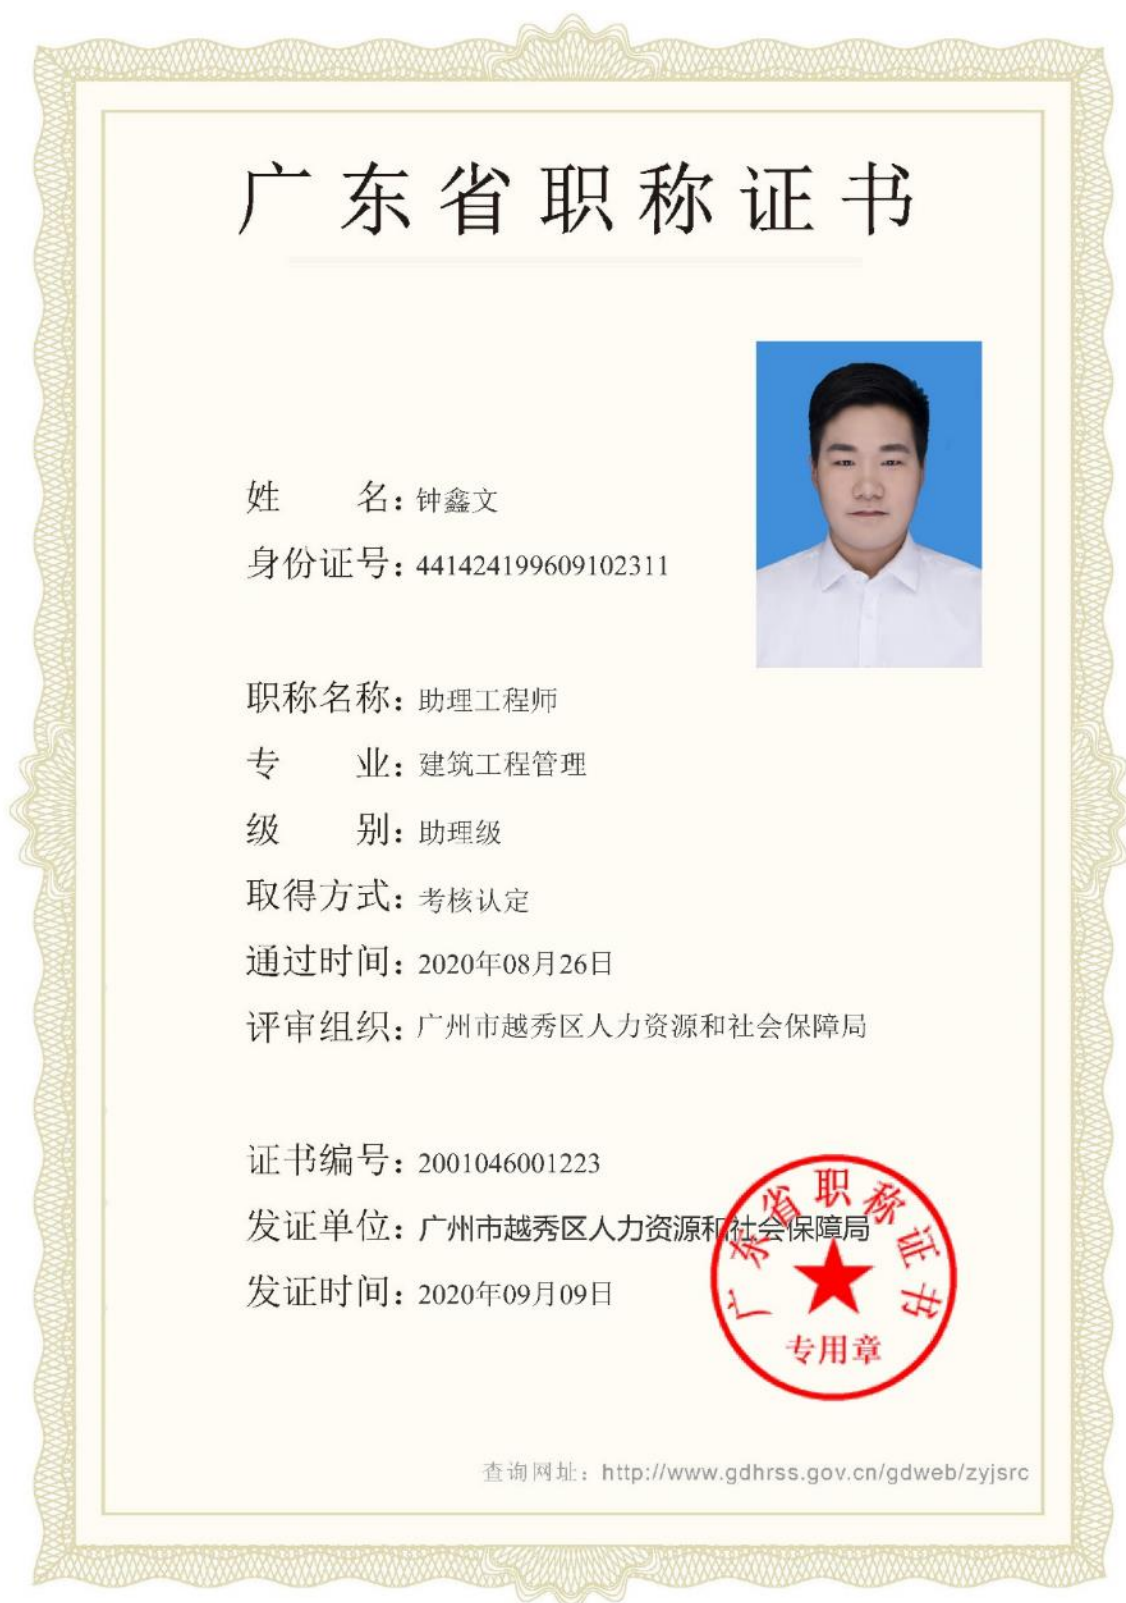 广东省职称证书
姓 名：钟鑫文
身份证号：441424199609102311
职称名称：助理工程师
专 业：建筑工程管理
级 别：助理级
取得方式：考核认定
通过时间：2020年08月26日
评审组织：广州市越秀区人力资源和社会保障局
证书编号：2001046001223
发证单位：广州市越秀区人力资源和社会保障局
发证时间：2020年09月09日
广东省职称证书
专用章
查询网址：http://www.gdhrss.gov.cn/gdweb/zyjsrc